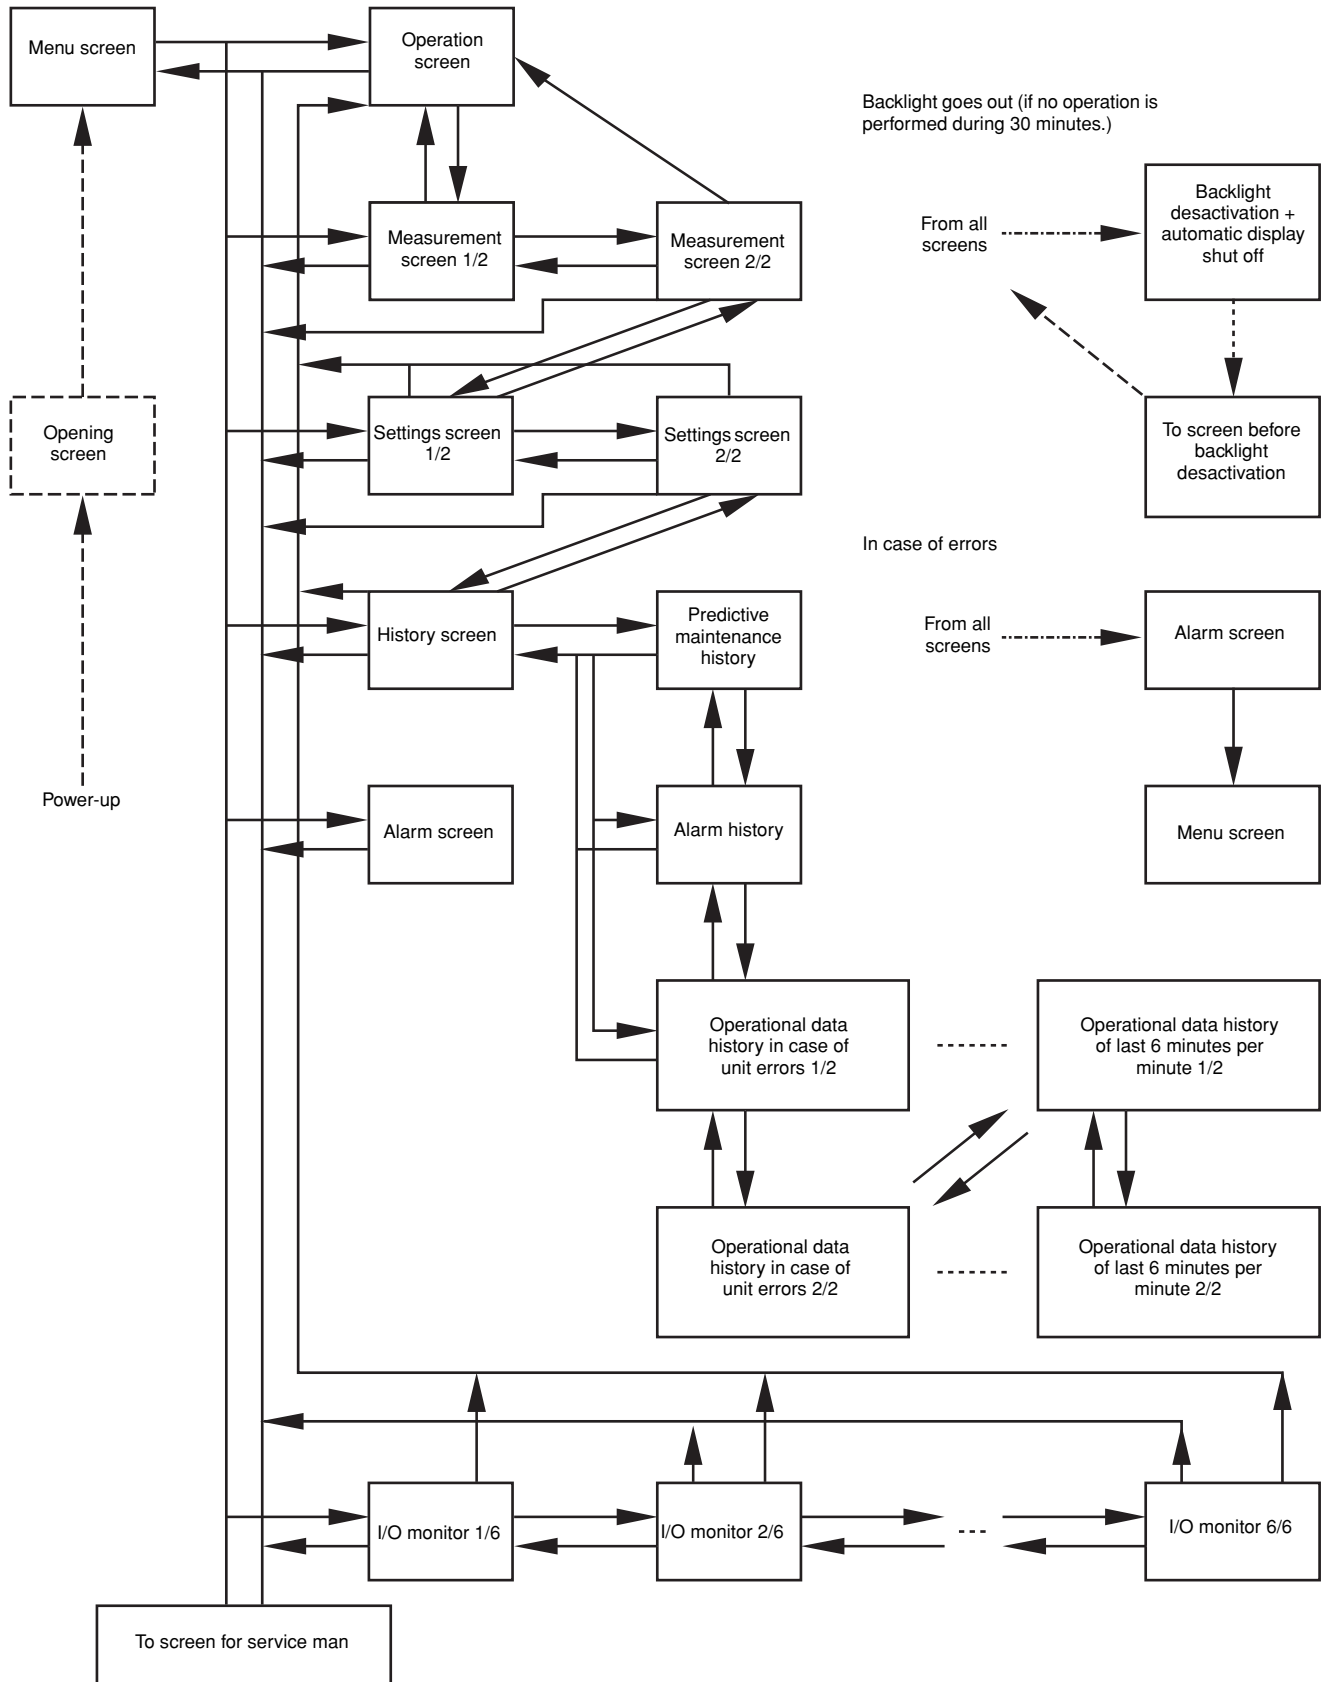 Menu screen
Operation
screen
Backlight goes out (if no operation is
performed during 30 minutes.)
Measurement
screen 1/2
Measurement
screen 2/2
From all
screens
Backlight
desactivation +
automatic display
shut off
Opening
screen
Settings screen
1/2
Settings screen
2/2
To screen before
backlight
desactivation
In case of errors
History screen
Predictive
maintenance
history
From all
screens
Alarm screen
Power-up
Alarm screen
Alarm history
Menu screen
Operational data
history in case of
unit errors 1/2
Operational data history
of last 6 minutes per
minute 1/2
Operational data
history in case of
unit errors 2/2
Operational data history
of last 6 minutes per
minute 2/2
I/O monitor 1/6
I/O monitor 2/6
I/O monitor 6/6
To screen for service man